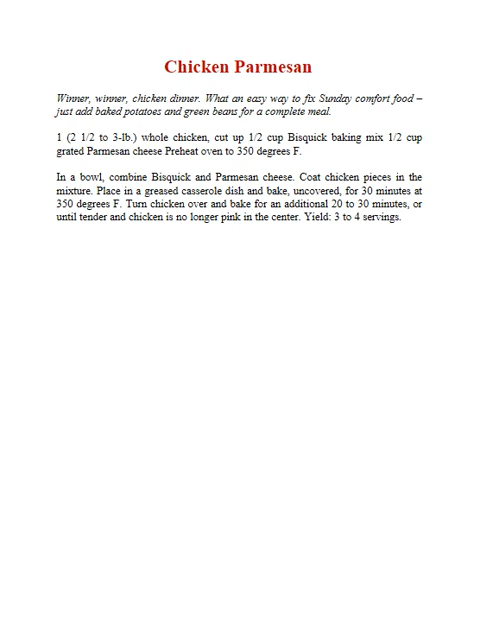 Chicken Parmesan
Winner, winner, chicken dinner. What an easy way to fix Sunday comfort food –
just add baked potatoes and green beans for a complete meal.
1 (2 1/2 to 3-lb.) whole chicken, cut up 1/2 cup Bisquick baking mix 1/2 cup
grated Parmesan cheese Preheat oven to 350 degrees F.
In a bowl, combine Bisquick and Parmesan cheese. Coat chicken pieces in the
mixture. Place in a greased casserole dish and bake, uncovered, for 30 minutes at
350 degrees F. Turn chicken over and bake for an additional 20 to 30 minutes, or
until tender and chicken is no longer pink in the center. Yield: 3 to 4 servings.